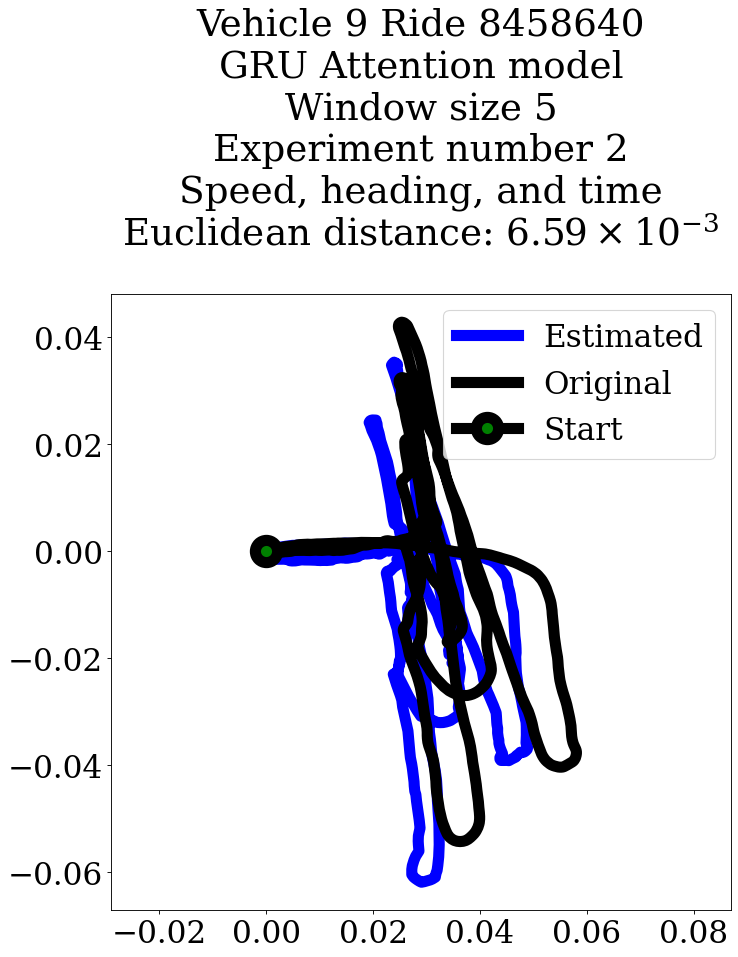 Vehicle 9 Ride 8458640
GRU Attention model
Window size 5
Experiment number 2
Speed, heading, and time
Euclidean distance: 6.59 × 10⁻³
Estimated
Original
Start
0.04
0.02
0.00
−0.02
−0.04
−0.06
−0.02 0.00 0.02 0.04 0.06 0.08